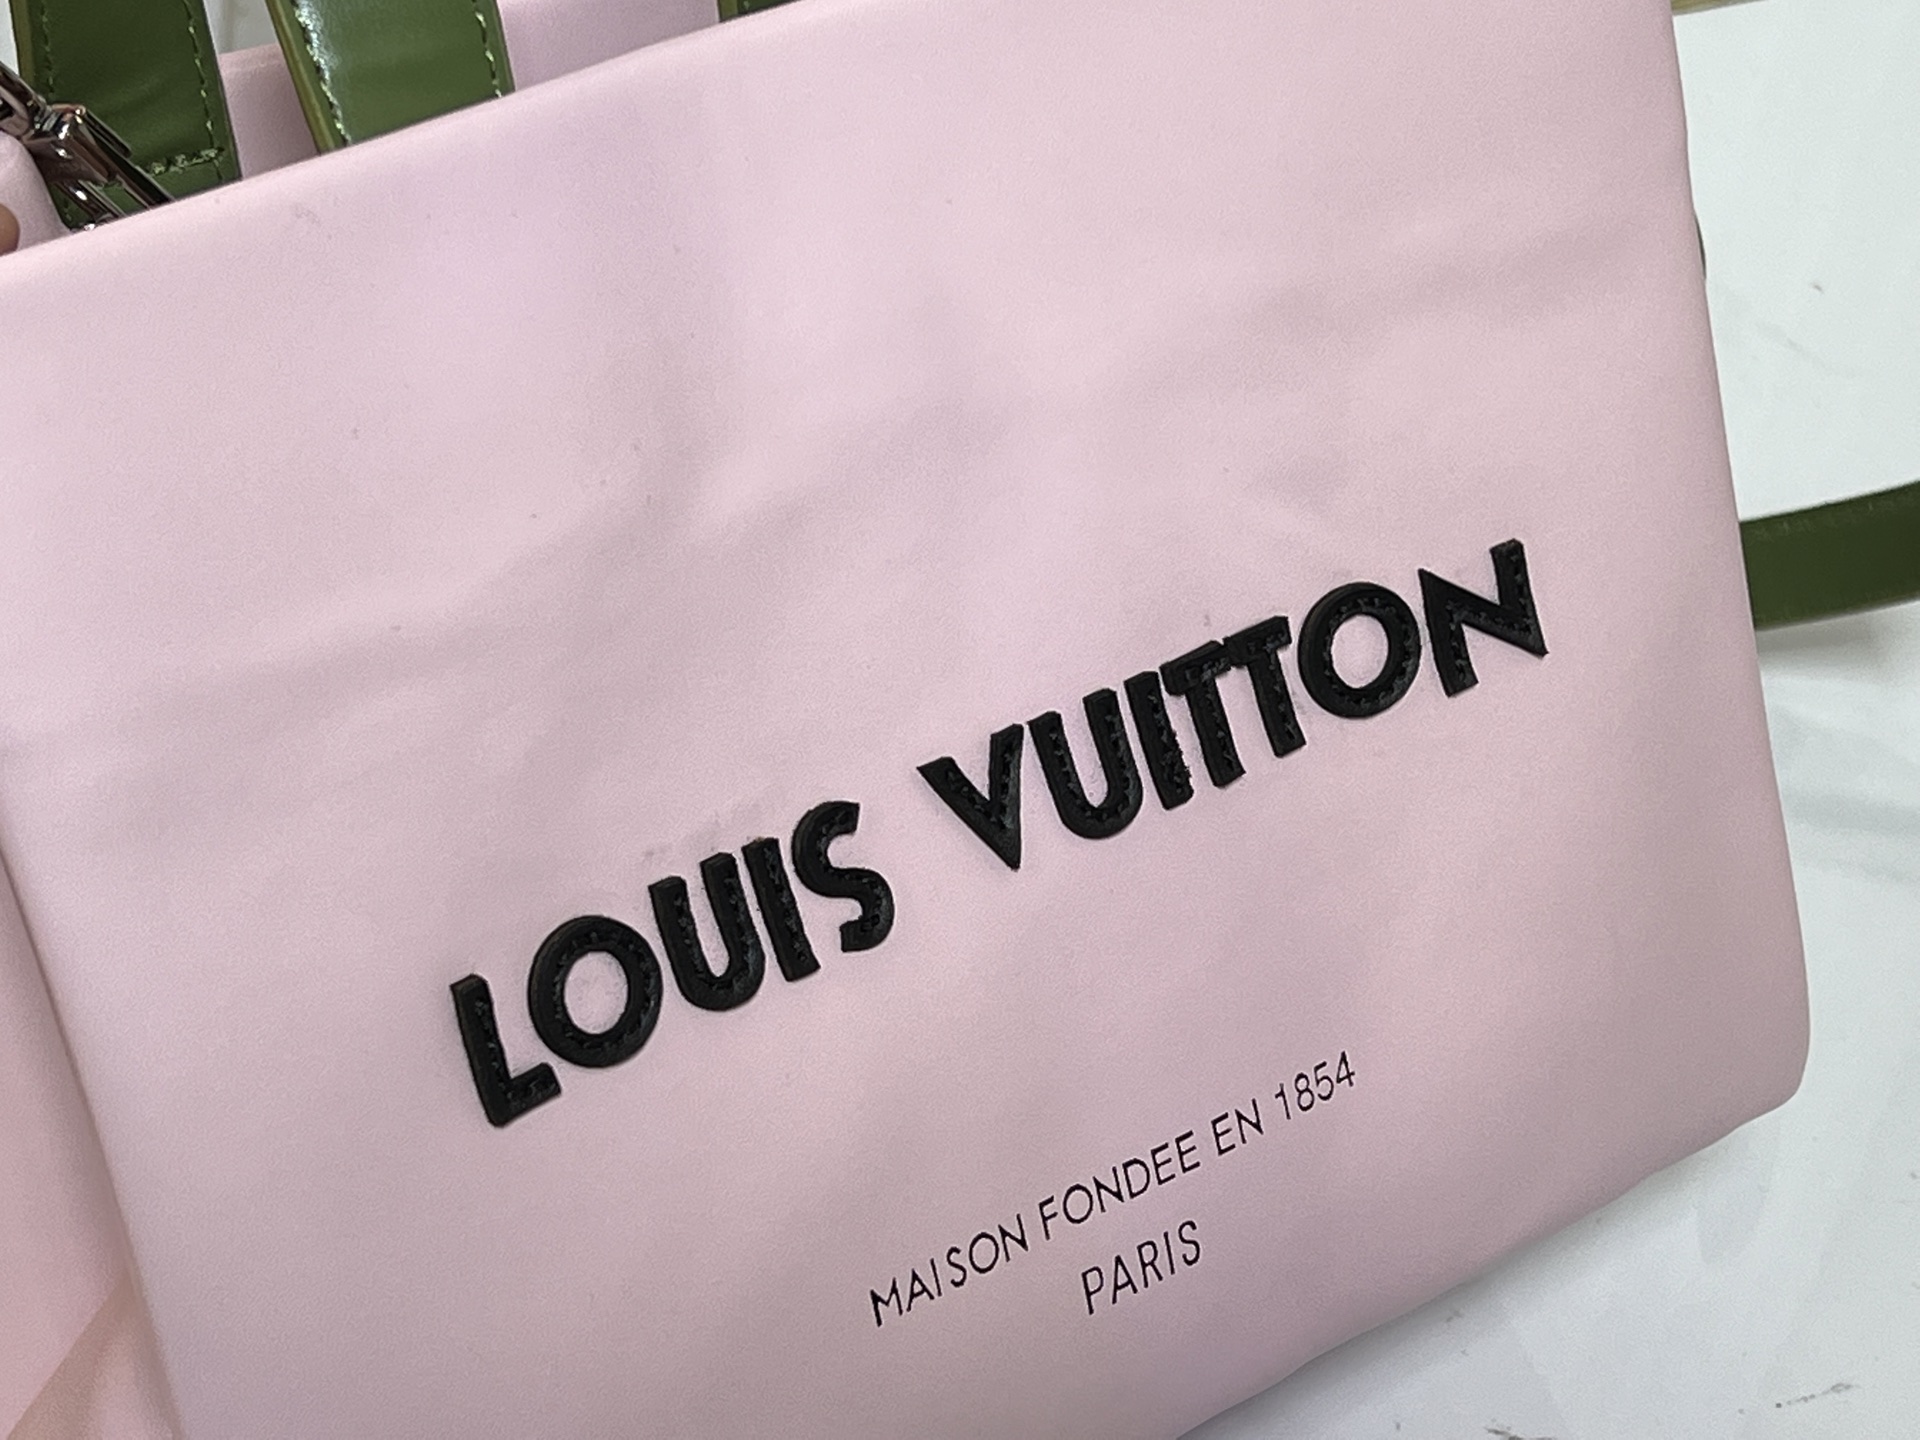 LOUIS VUITTON
MAISON FONDEE EN 1854
PARIS